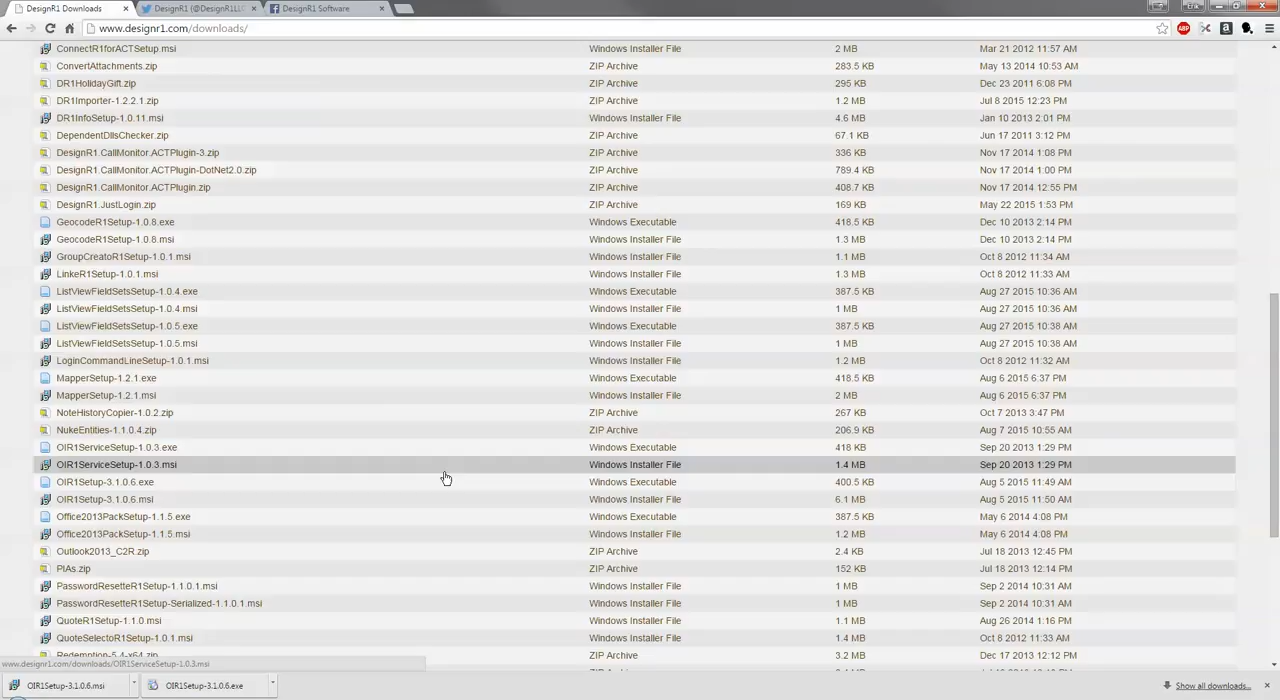 DesignR1 Downloads
DesignR1 (@DesignR1LL
DesignR1 Software
www.designr1.com/downloads/
ConnectR1forACTSetup.msi Windows Installer File 2 MB Mar 21 2012 11:57 AM
ConvertAttachments.zip ZIP Archive 283.5 KB May 13 2014 10:53 AM
DR1HolidayGift.zip ZIP Archive 295 KB Dec 23 2011 6:08 PM
DR1Importer-1.2.2.1.zip ZIP Archive 1.2 MB Jul 8 2015 12:23 PM
DR1InfoSetup-1.0.11.msi Windows Installer File 4.6 MB Jan 10 2013 2:01 PM
DependentDllsChecker.zip ZIP Archive 67.1 KB Jun 17 2011 3:12 PM
DesignR1.CallMonitor.ACTPlugin-3.zip ZIP Archive 336 KB Nov 17 2014 1:08 PM
DesignR1.CallMonitor.ACTPlugin-DotNet2.0.zip ZIP Archive 789.4 KB Nov 17 2014 1:00 PM
DesignR1.CallMonitor.ACTPlugin.zip ZIP Archive 408.7 KB Nov 17 2014 12:55 PM
DesignR1.JustLogin.zip ZIP Archive 169 KB May 22 2015 1:53 PM
GeocodeR1Setup-1.0.8.exe Windows Executable 418.5 KB Dec 10 2013 2:14 PM
GeocodeR1Setup-1.0.8.msi Windows Installer File 1.3 MB Dec 10 2013 2:14 PM
GroupCreatoR1Setup-1.0.1.msi Windows Installer File 1.1 MB Oct 8 2012 11:34 AM
LinkeR1Setup-1.0.1.msi Windows Installer File 1.3 MB Oct 8 2012 11:33 AM
ListViewFieldSetsSetup-1.0.4.exe Windows Executable 387.5 KB Aug 27 2015 10:36 AM
ListViewFieldSetsSetup-1.0.4.msi Windows Installer File 1 MB Aug 27 2015 10:36 AM
ListViewFieldSetsSetup-1.0.5.exe Windows Executable 387.5 KB Aug 27 2015 10:38 AM
ListViewFieldSetsSetup-1.0.5.msi Windows Installer File 1 MB Aug 27 2015 10:38 AM
LoginCommandLineSetup-1.0.1.msi Windows Installer File 1.2 MB Oct 8 2012 11:32 AM
MapperSetup-1.2.1.exe Windows Executable 418.5 KB Aug 6 2015 6:37 PM
MapperSetup-1.2.1.msi Windows Installer File 2 MB Aug 6 2015 6:37 PM
NoteHistoryCopier-1.0.2.zip ZIP Archive 267 KB Oct 7 2013 3:47 PM
NukeEntities-1.1.0.4.zip ZIP Archive 206.9 KB Aug 7 2015 10:55 AM
OIR1ServiceSetup-1.0.3.exe Windows Executable 418 KB Sep 20 2013 1:29 PM
OIR1ServiceSetup-1.0.3.msi Windows Installer File 1.4 MB Sep 20 2013 1:29 PM
OIR1Setup-3.1.0.6.exe Windows Executable 400.5 KB Aug 5 2015 11:49 AM
OIR1Setup-3.1.0.6.msi Windows Installer File 6.1 MB Aug 5 2015 11:50 AM
Office2013PackSetup-1.1.5.exe Windows Executable 387.5 KB May 6 2014 4:08 PM
Office2013PackSetup-1.1.5.msi Windows Installer File 1.2 MB May 6 2014 4:08 PM
Outlook2013_C2R.zip ZIP Archive 2.4 KB Jul 18 2013 12:45 PM
PIAs.zip ZIP Archive 152 KB Jul 18 2013 12:14 PM
PasswordResetteR1Setup-1.1.0.1.msi Windows Installer File 1 MB Sep 2 2014 10:31 AM
PasswordResetteR1Setup-Serialized-1.1.0.1.msi Windows Installer File 1 MB Sep 2 2014 10:31 AM
QuoteR1Setup-1.1.0.msi Windows Installer File 1.1 MB Aug 26 2014 1:16 PM
QuoteSelectoR1Setup-1.0.1.msi Windows Installer File 1.4 MB Oct 8 2012 11:33 AM
Redemption-5.4-x64.zip ZIP Archive 3.2 MB Dec 17 2013 12:12 PM
www.designr1.com/downloads/OIR1ServiceSetup-1.0.3.msi
OIR1Setup-3.1.0.6.msi
OIR1Setup-3.1.0.6.exe
Show all downloads...